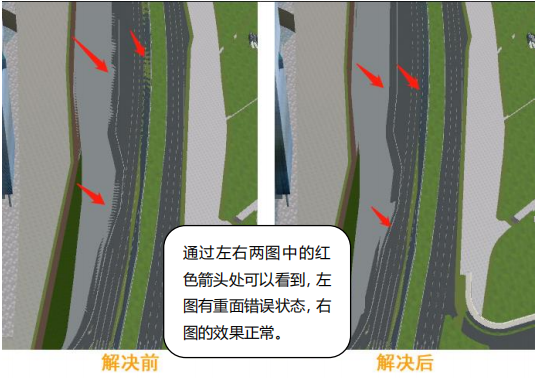 通过左右两图中的红
色箭头处可以看到，左
图有重面错误状态，右
图的效果正常。
解决前
解决后